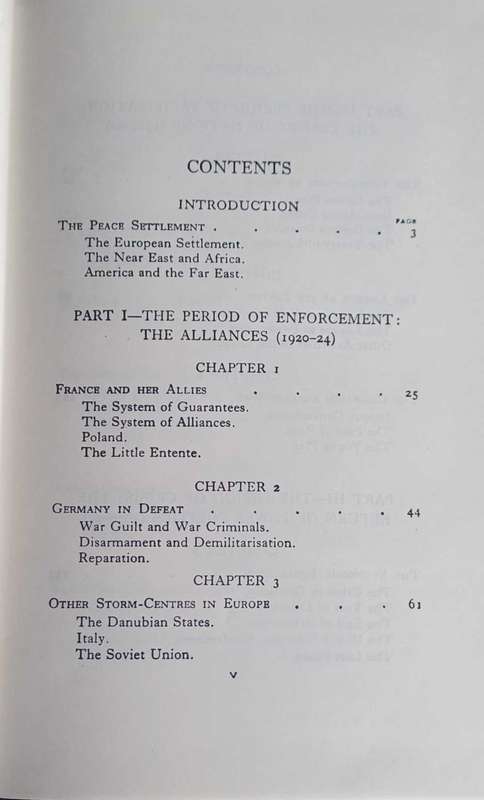 CONTENTS
INTRODUCTION
PAGE
THE PEACE SETTLEMENT . . . . . 3
The European Settlement.
The Near East and Africa.
America and the Far East.
PART I—THE PERIOD OF ENFORCEMENT:
THE ALLIANCES (1920-24)
CHAPTER 1
FRANCE AND HER ALLIES . . . . 25
The System of Guarantees.
The System of Alliances.
Poland.
The Little Entente.
CHAPTER 2
GERMANY IN DEFEAT . . . . . 44
War Guilt and War Criminals.
Disarmament and Demilitarisation.
Reparation.
CHAPTER 3
OTHER STORM-CENTRES IN EUROPE . . . 61
The Danubian States.
Italy.
The Soviet Union.
v